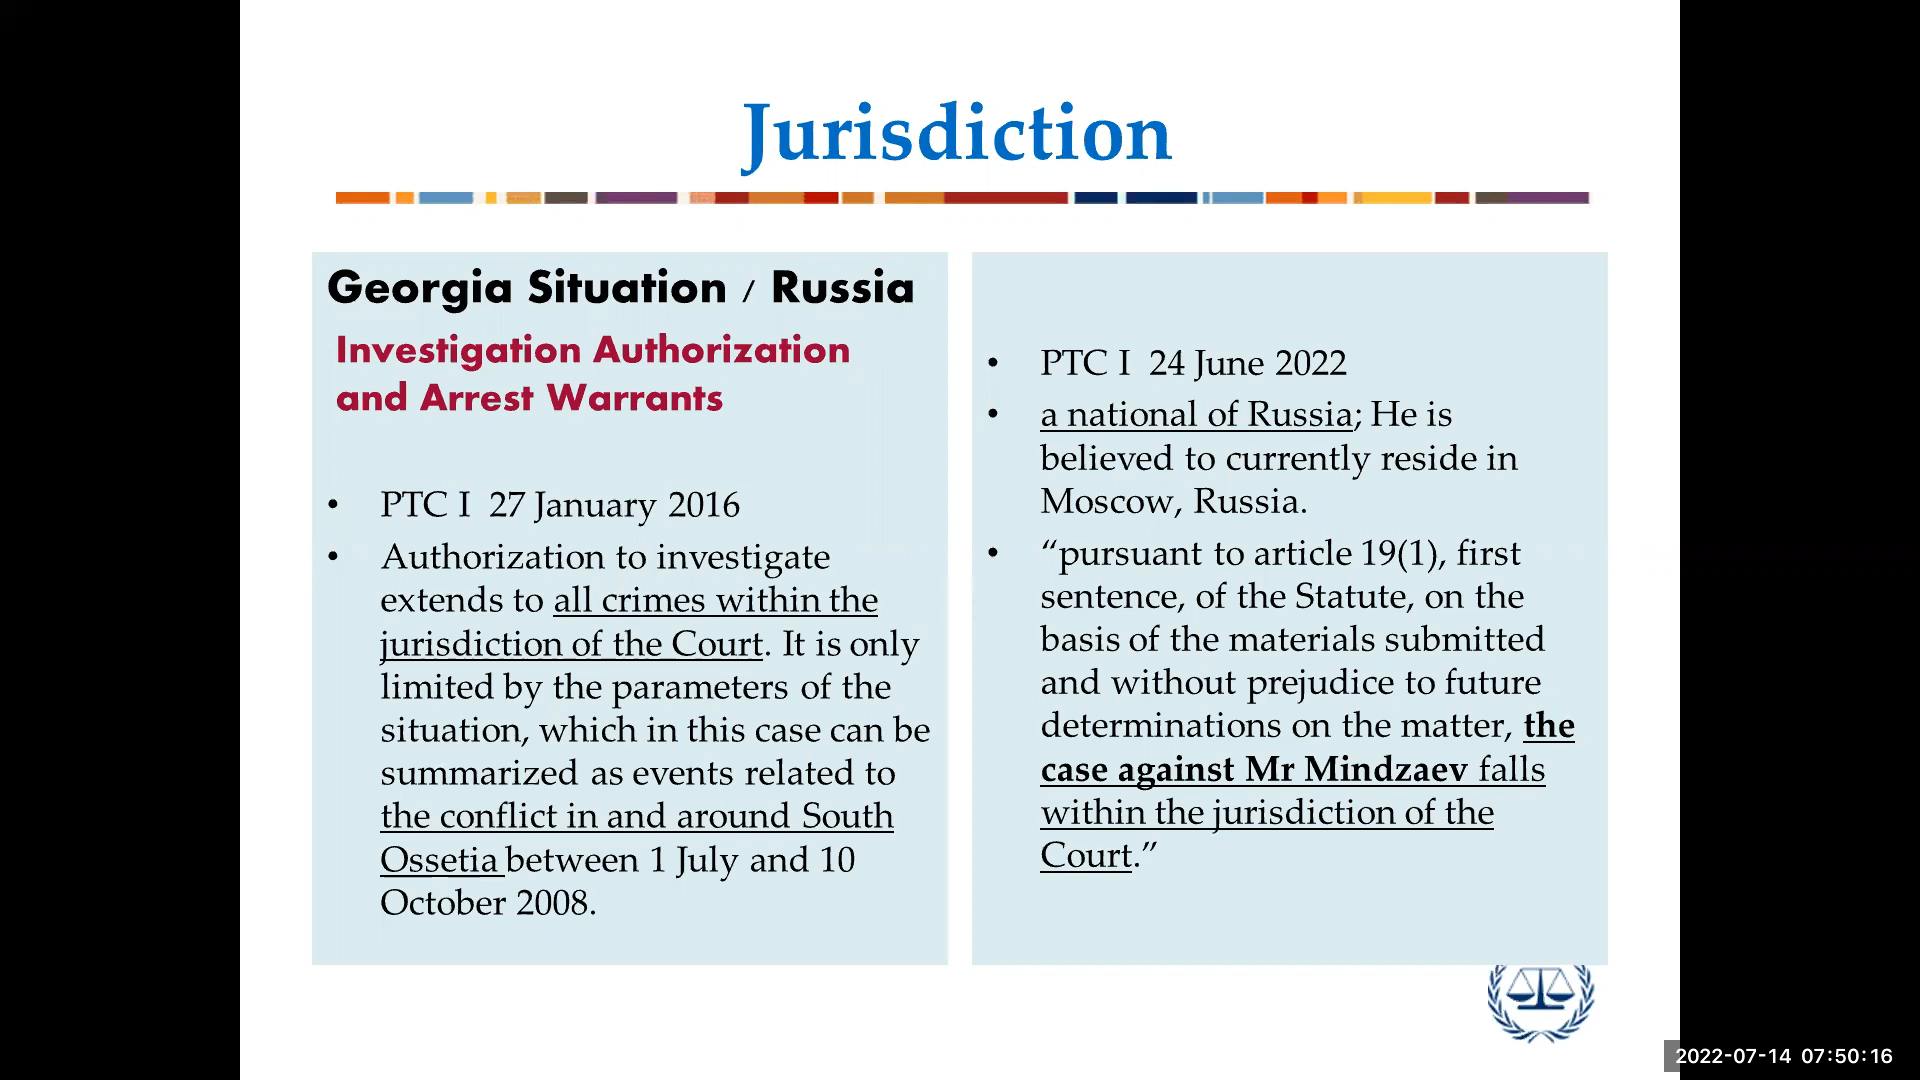 Jurisdiction
Georgia Situation / Russia
Investigation Authorization
and Arrest Warrants
• PTC I 27 January 2016
• Authorization to investigate
extends to all crimes within the
jurisdiction of the Court. It is only
limited by the parameters of the
situation, which in this case can be
summarized as events related to
the conflict in and around South
Ossetia between 1 July and 10
October 2008.
• PTC I 24 June 2022
• a national of Russia; He is
believed to currently reside in
Moscow, Russia.
• “pursuant to article 19(1), first
sentence, of the Statute, on the
basis of the materials submitted
and without prejudice to future
determinations on the matter, the
case against Mr Mindzaev falls
within the jurisdiction of the
Court.”
2022-07-14 07:50:16